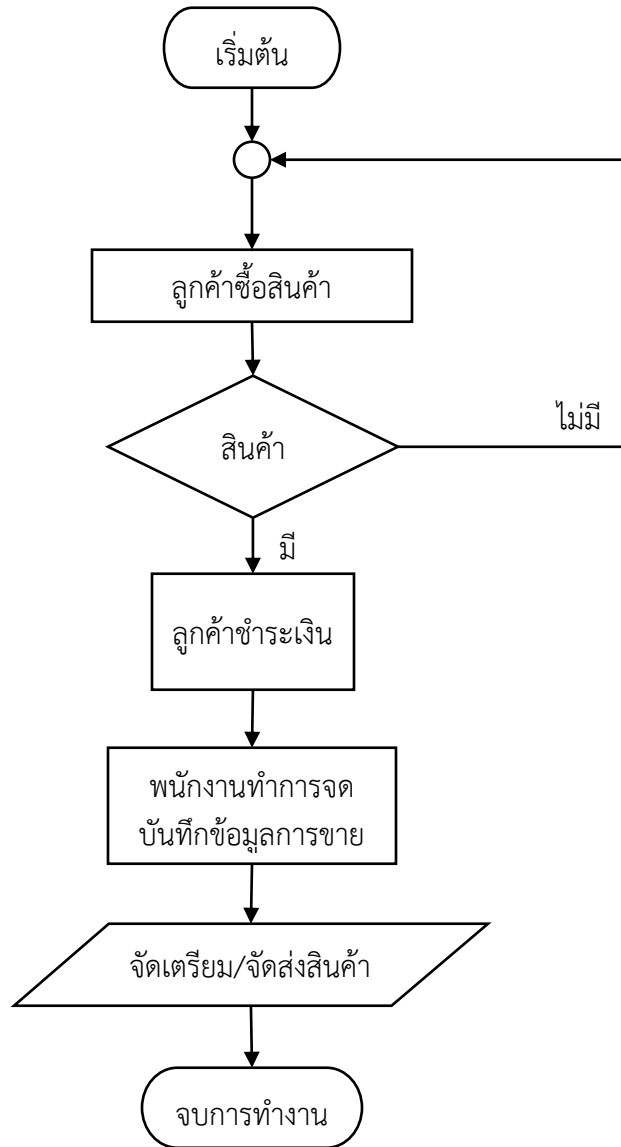 เริ่มต้น
ลูกค้าซื้อสินค้า
สินค้า
ไม่มี
มี
ลูกค้าชำระเงิน
พนักงานทำการจด
บันทึกข้อมูลการขาย
จัดเตรียม/จัดส่งสินค้า
จบการทำงาน